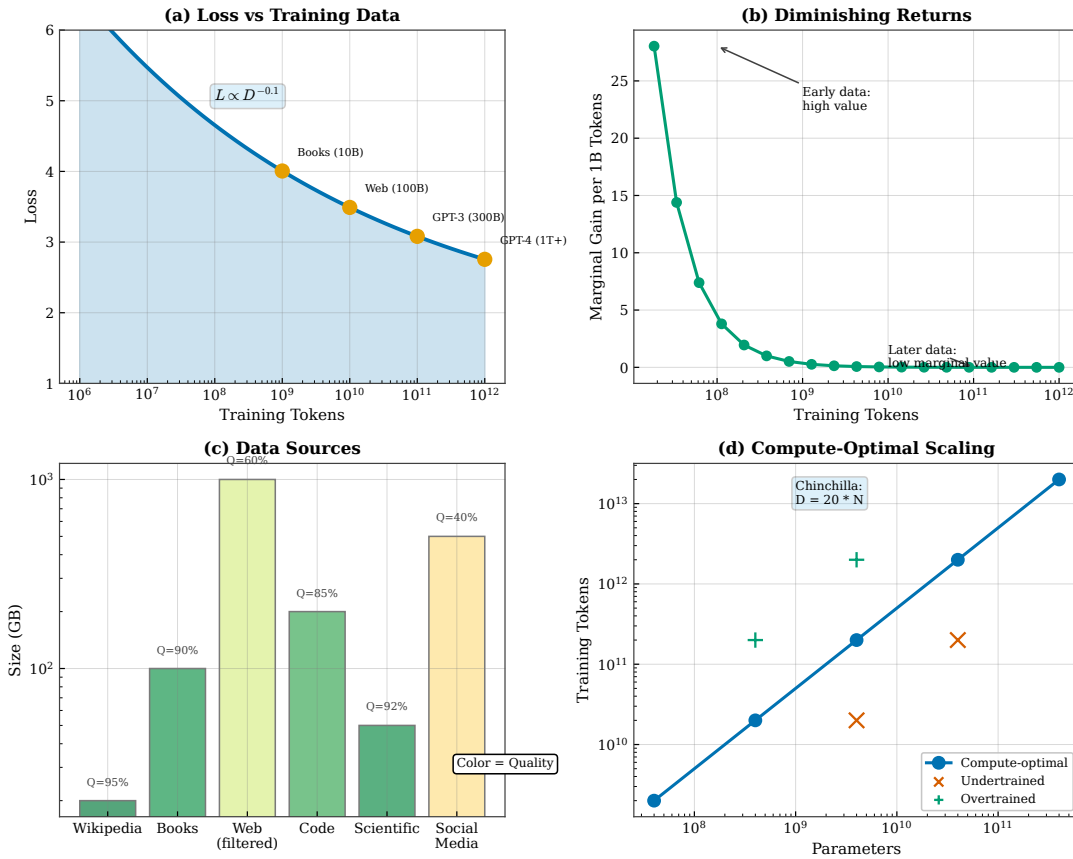 (a) Loss vs Training Data
6
5
4
3
2
1
Loss
L ∝ D^{-0.1}
Books (10B)
Web (100B)
GPT-3 (300B)
GPT-4 (1T+)
10^6
10^7
10^8
10^9
10^10
10^11
10^12
Training Tokens
(b) Diminishing Returns
25
20
15
10
5
0
Marginal Gain per 1B Tokens
Early data:
high value
Later data:
low marginal value
10^8
10^9
10^10
10^11
10^12
Training Tokens
(c) Data Sources
10^3
10^2
Size (GB)
Q=95%
Q=90%
Q=60%
Q=85%
Q=92%
Q=40%
Color = Quality
Wikipedia
Books
Web
(filtered)
Code
Scientific
Social
Media
(d) Compute-Optimal Scaling
10^13
10^12
10^11
10^10
Training Tokens
Chinchilla:
D = 20 * N
Compute-optimal
Undertrained
Overtrained
10^8
10^9
10^10
10^11
Parameters